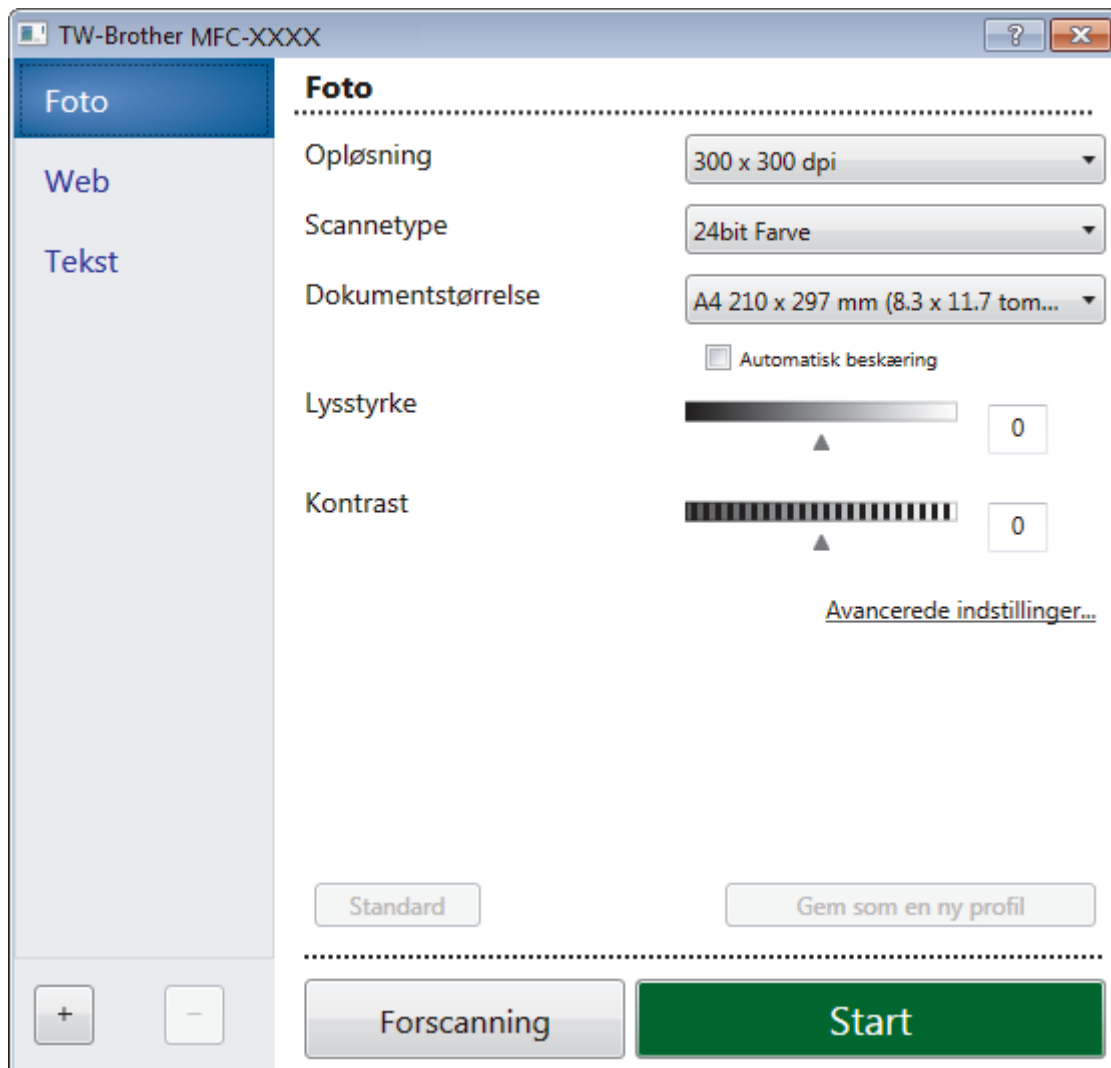 TW-Brother MFC-XXXX
?
Foto
Web
Tekst
Foto
Opløsning
300 x 300 dpi
Scannetype
24bit Farve
Dokumentstørrelse
A4 210 x 297 mm (8.3 x 11.7 tom...
Automatisk beskæring
Lysstyrke
0
Kontrast
0
Avancerede indstillinger...
Standard
Gem som en ny profil
+
−
Forscanning
Start